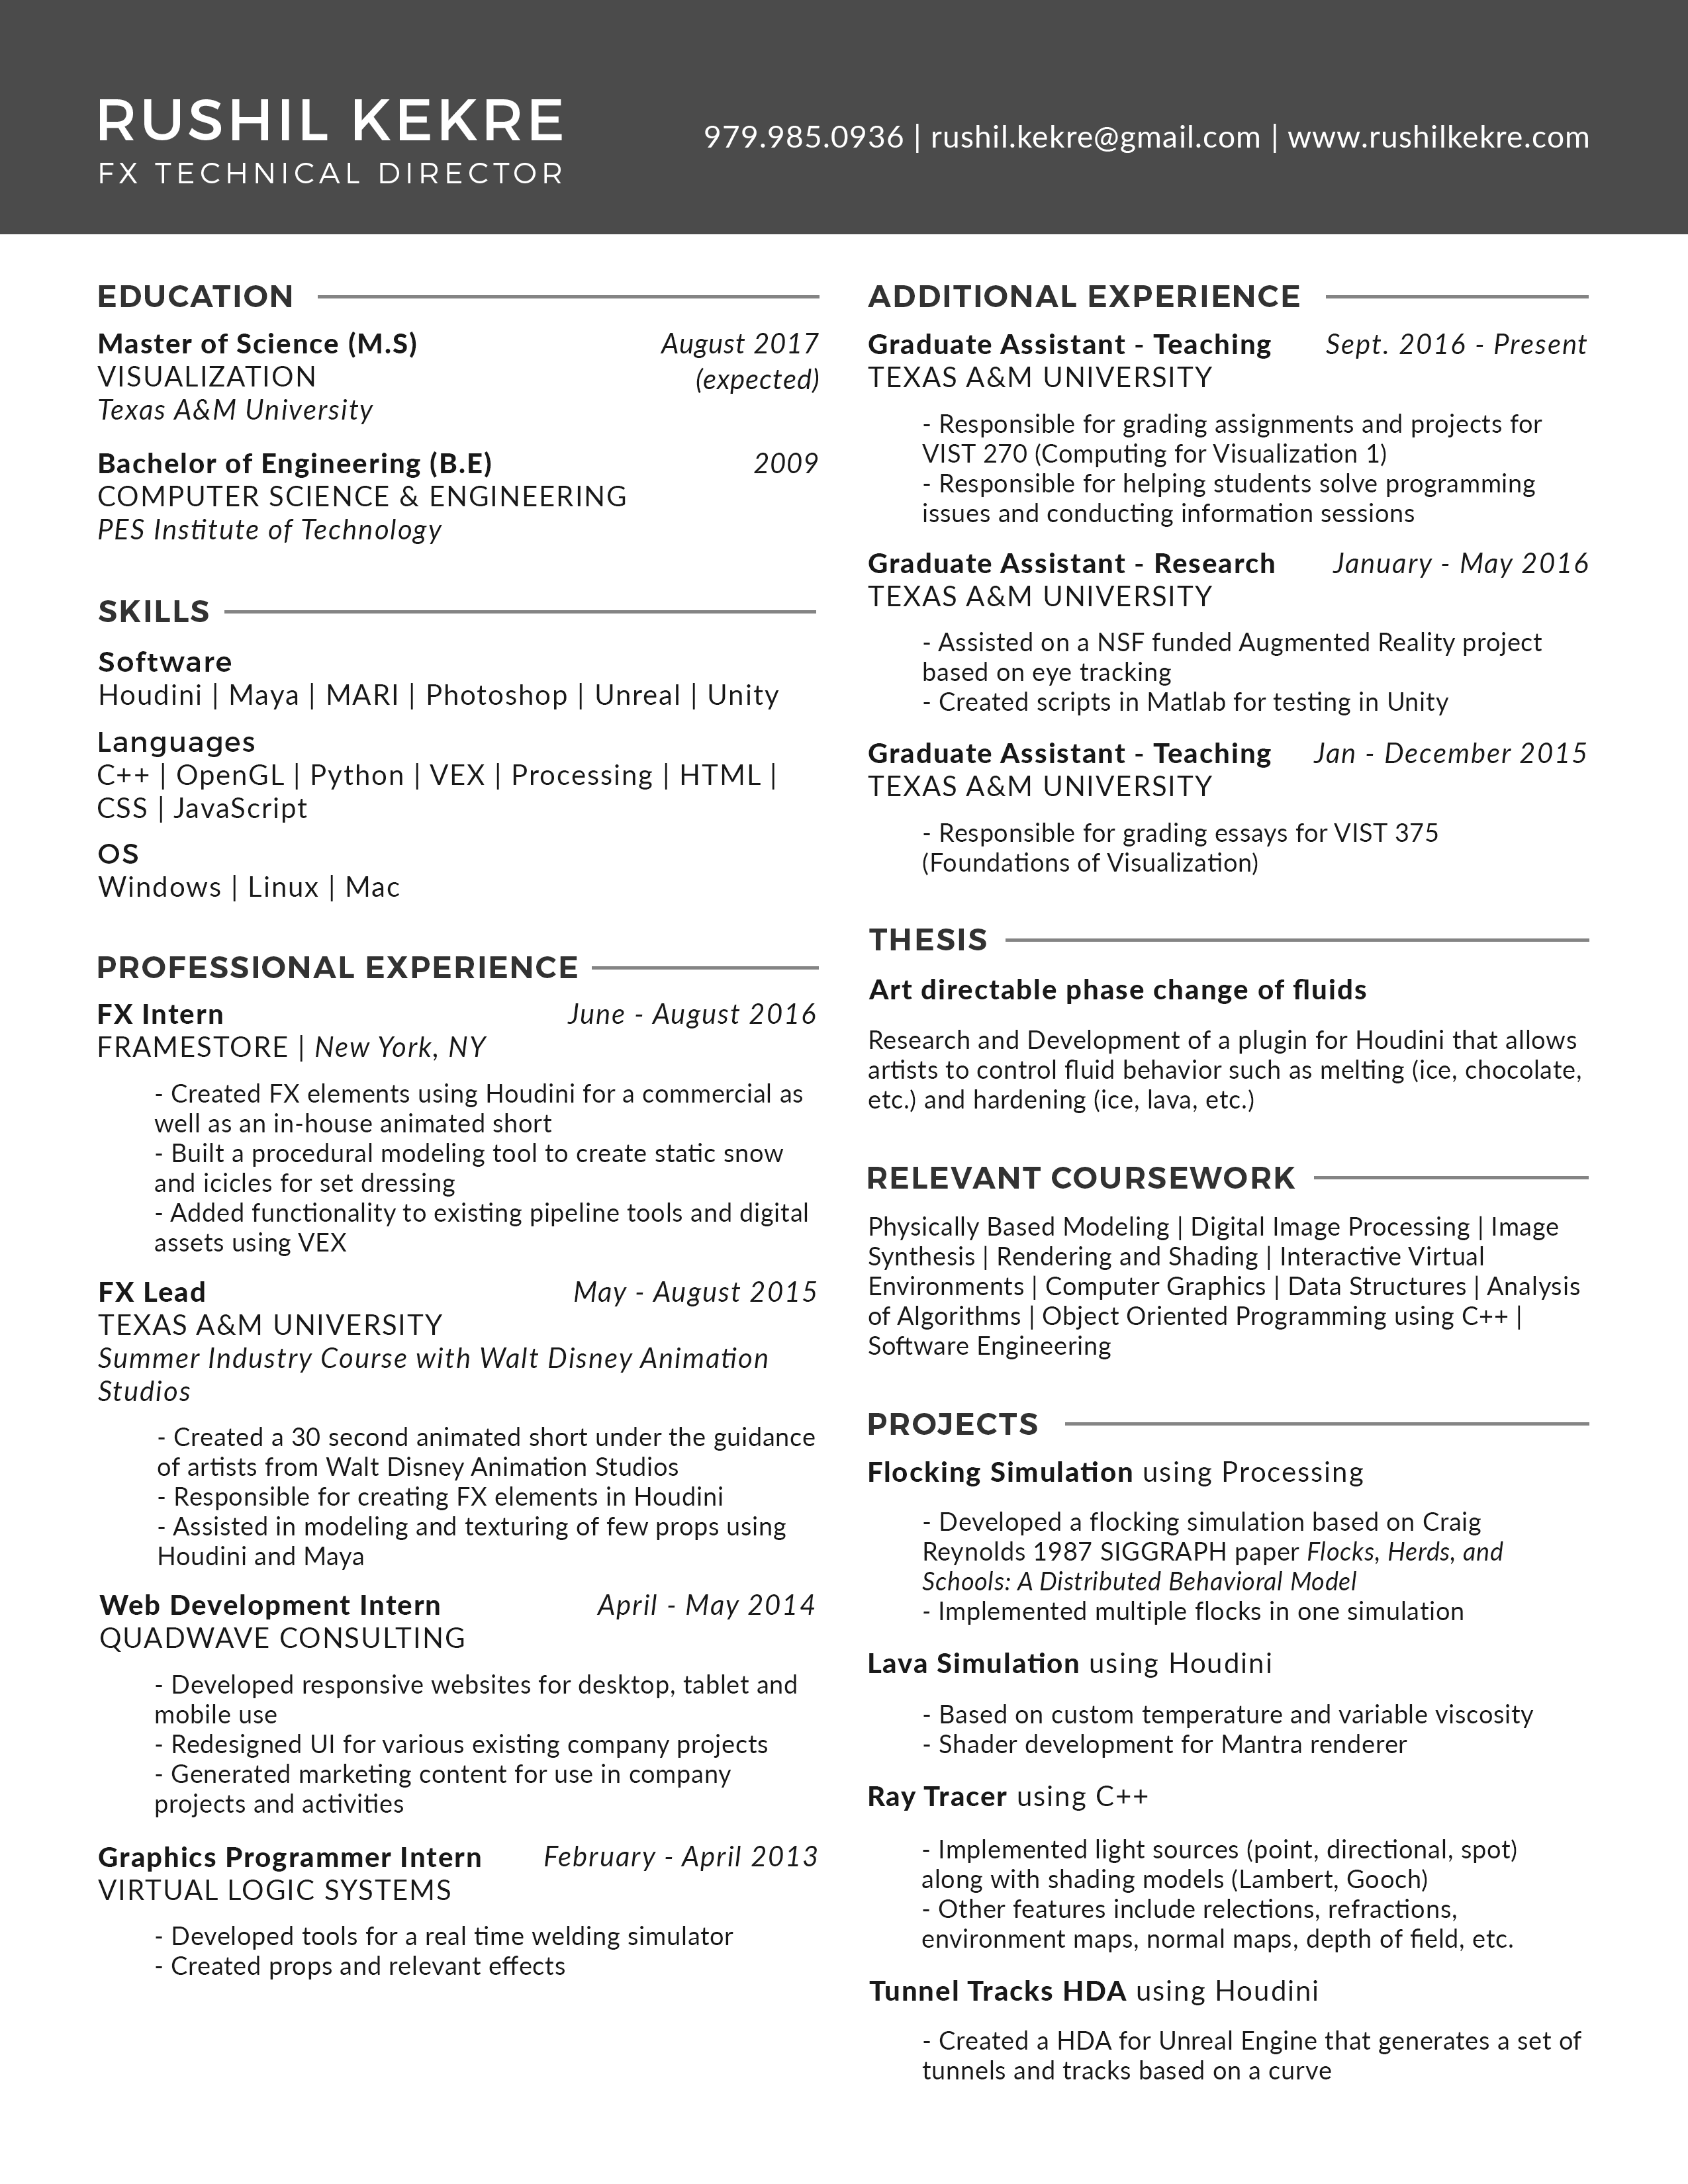 RUSHIL KEKRE
FX TECHNICAL DIRECTOR
979.985.0936 | rushil.kekre@gmail.com | www.rushilkekre.com
EDUCATION
Master of Science (M.S) August 2017
VISUALIZATION (expected)
Texas A&M University
Bachelor of Engineering (B.E) 2009
COMPUTER SCIENCE & ENGINEERING
PES Institute of Technology
SKILLS
Software
Houdini | Maya | MARI | Photoshop | Unreal | Unity
Languages
C++ | OpenGL | Python | VEX | Processing | HTML |
CSS | JavaScript
OS
Windows | Linux | Mac
PROFESSIONAL EXPERIENCE
FX Intern June - August 2016
FRAMESTORE | New York, NY
- Created FX elements using Houdini for a commercial as
well as an in-house animated short
- Built a procedural modeling tool to create static snow
and icicles for set dressing
- Added functionality to existing pipeline tools and digital
assets using VEX
FX Lead May - August 2015
TEXAS A&M UNIVERSITY
Summer Industry Course with Walt Disney Animation
Studios
- Created a 30 second animated short under the guidance
of artists from Walt Disney Animation Studios
- Responsible for creating FX elements in Houdini
- Assisted in modeling and texturing of few props using
Houdini and Maya
Web Development Intern April - May 2014
QUADWAVE CONSULTING
- Developed responsive websites for desktop, tablet and
mobile use
- Redesigned UI for various existing company projects
- Generated marketing content for use in company
projects and activities
Graphics Programmer Intern February - April 2013
VIRTUAL LOGIC SYSTEMS
- Developed tools for a real time welding simulator
- Created props and relevant effects
ADDITIONAL EXPERIENCE
Graduate Assistant - Teaching Sept. 2016 - Present
TEXAS A&M UNIVERSITY
- Responsible for grading assignments and projects for
VIST 270 (Computing for Visualization 1)
- Responsible for helping students solve programming
issues and conducting information sessions
Graduate Assistant - Research January - May 2016
TEXAS A&M UNIVERSITY
- Assisted on a NSF funded Augmented Reality project
based on eye tracking
- Created scripts in Matlab for testing in Unity
Graduate Assistant - Teaching Jan - December 2015
TEXAS A&M UNIVERSITY
- Responsible for grading essays for VIST 375
(Foundations of Visualization)
THESIS
Art directable phase change of fluids
Research and Development of a plugin for Houdini that allows
artists to control fluid behavior such as melting (ice, chocolate,
etc.) and hardening (ice, lava, etc.)
RELEVANT COURSEWORK
Physically Based Modeling | Digital Image Processing | Image
Synthesis | Rendering and Shading | Interactive Virtual
Environments | Computer Graphics | Data Structures | Analysis
of Algorithms | Object Oriented Programming using C++ |
Software Engineering
PROJECTS
Flocking Simulation using Processing
- Developed a flocking simulation based on Craig
Reynolds 1987 SIGGRAPH paper Flocks, Herds, and
Schools: A Distributed Behavioral Model
- Implemented multiple flocks in one simulation
Lava Simulation using Houdini
- Based on custom temperature and variable viscosity
- Shader development for Mantra renderer
Ray Tracer using C++
- Implemented light sources (point, directional, spot)
along with shading models (Lambert, Gooch)
- Other features include relections, refractions,
environment maps, normal maps, depth of field, etc.
Tunnel Tracks HDA using Houdini
- Created a HDA for Unreal Engine that generates a set of
tunnels and tracks based on a curve